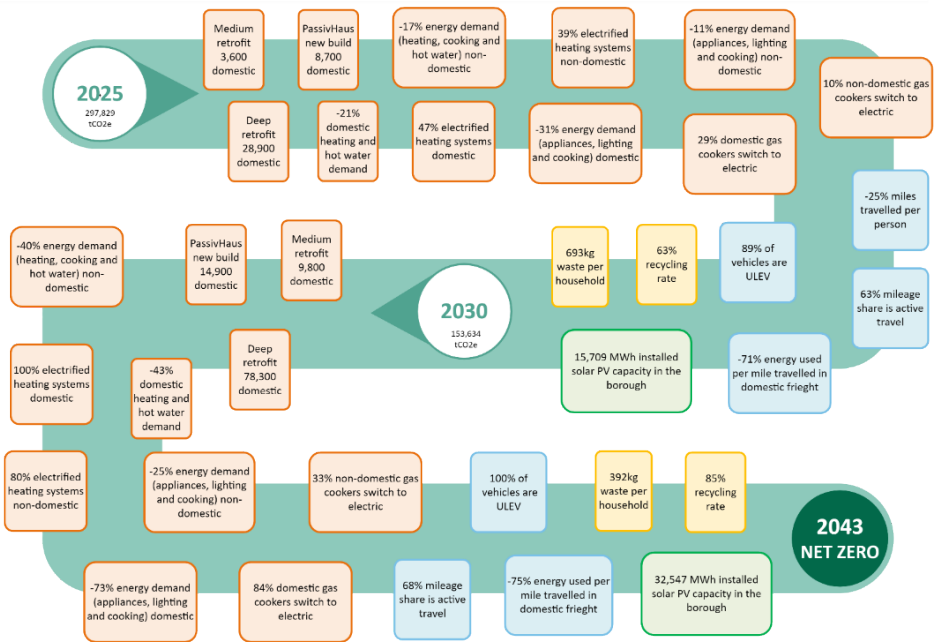 2025
297,829
tCO2e
Medium
retrofit
3,600
domestic
PassivHaus
new build
8,700
domestic
-17% energy demand
(heating, cooking and
hot water) non-
domestic
39% electrified
heating systems
non-domestic
-11% energy demand
(appliances, lighting
and cooking) non-
domestic
10% non-domestic gas
cookers switch to
electric
Deep
retrofit
28,900
domestic
-21%
domestic
heating and
hot water
demand
47% electrified
heating systems
domestic
-31% energy demand
(appliances, lighting
and cooking) domestic
29% domestic gas
cookers switch to
electric
-25% miles
travelled per
person
63% mileage
share is active
travel
89% of
vehicles are
ULEV
63%
recycling
rate
693kg
waste per
household
-71% energy used
per mile travelled in
domestic frieght
15,709 MWh installed
solar PV capacity in the
borough
2030
153,634
tCO2e
Medium
retrofit
9,800
domestic
PassivHaus
new build
14,900
domestic
-40% energy demand
(heating, cooking and
hot water) non-
domestic
Deep
retrofit
78,300
domestic
-43%
domestic
heating and
hot water
demand
100% electrified
heating systems
domestic
80% electrified
heating systems
non-domestic
-25% energy demand
(appliances, lighting
and cooking) non-
domestic
33% non-domestic gas
cookers switch to
electric
100% of
vehicles are
ULEV
392kg
waste per
household
85%
recycling
rate
-73% energy demand
(appliances, lighting
and cooking) domestic
84% domestic gas
cookers switch to
electric
68% mileage
share is active
travel
-75% energy used per
mile travelled in
domestic frieght
32,547 MWh installed
solar PV capacity in the
borough
2043
NET ZERO